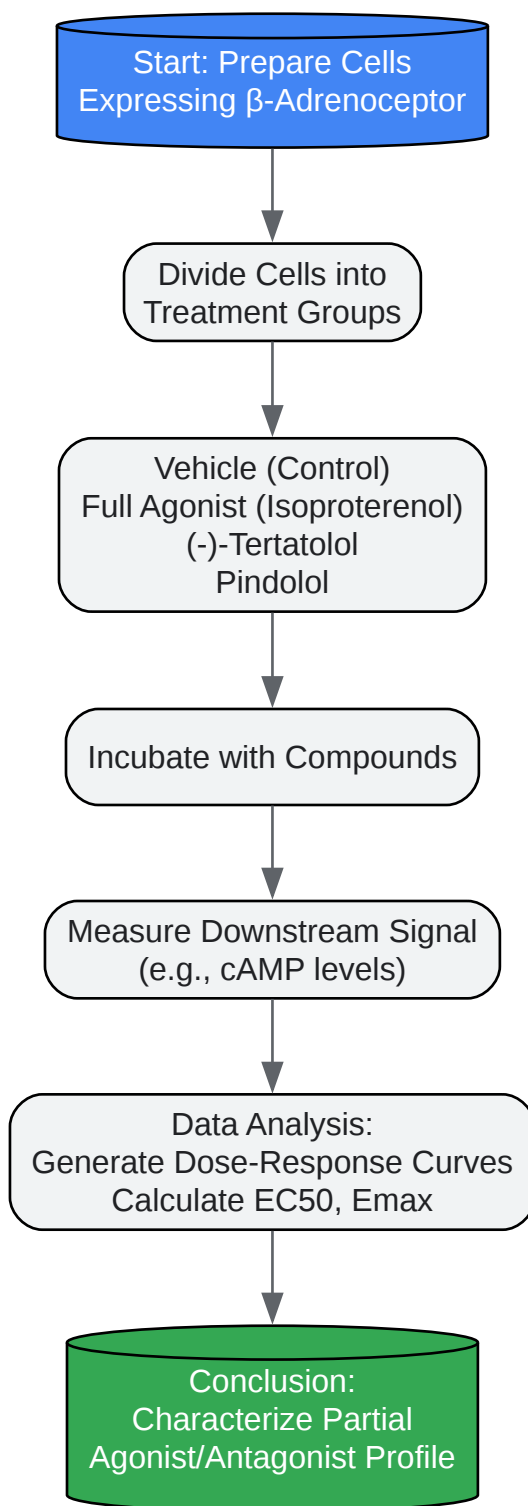 Start: Prepare Cells
Expressing β-Adrenoceptor
Divide Cells into
Treatment Groups
Vehicle (Control)
Full Agonist (Isoproterenol)
(-)-Tertatolol
Pindolol
Incubate with Compounds
Measure Downstream Signal
(e.g., cAMP levels)
Data Analysis:
Generate Dose-Response Curves
Calculate EC50, Emax
Conclusion:
Characterize Partial
Agonist/Antagonist Profile